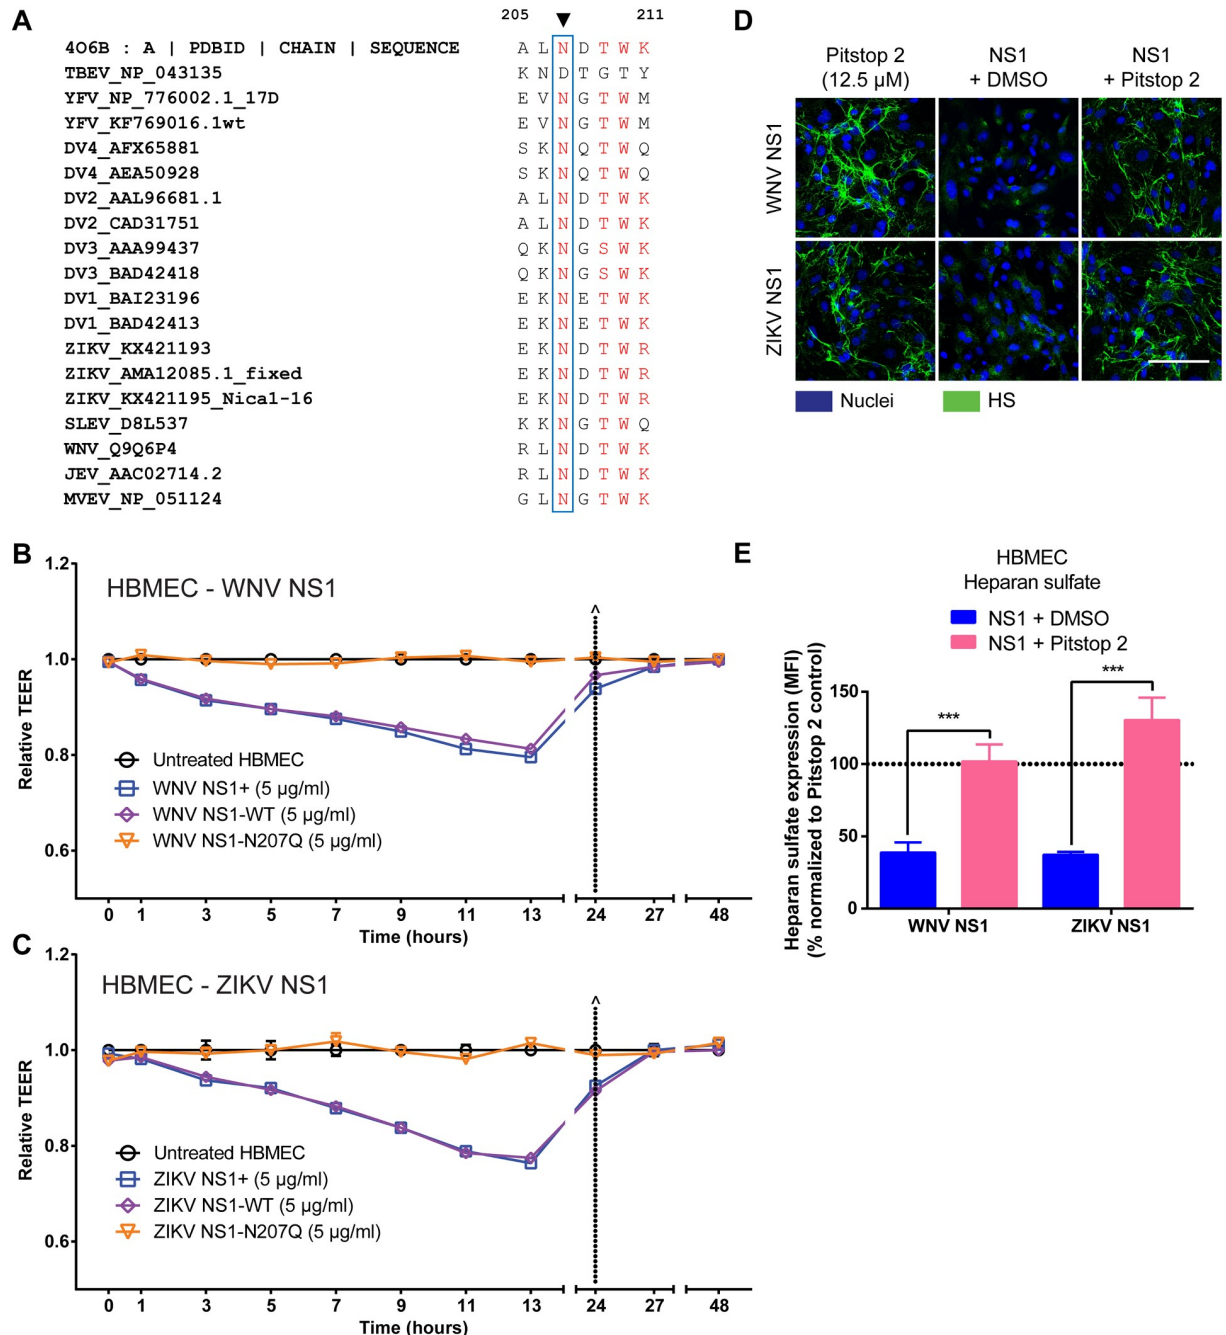 A
205 ▼ 211
4O6B : A | PDBID | CHAIN | SEQUENCE A L N D T W K
TBEV_NP_043135 K N D T G T Y
YFV_NP_776002.1_17D E V N G T W M
YFV_KF769016.1wt E V N G T W M
DV4_AFX65881 S K N Q T W Q
DV4_AEA50928 S K N Q T W Q
DV2_AAL96681.1 A L N D T W K
DV2_CAD31751 A L N D T W K
DV3_AAA99437 Q K N G S W K
DV3_BAD42418 Q K N G S W K
DV1_BAI23196 E K N E T W K
DV1_BAD42413 E K N E T W K
ZIKV_KX421193 E K N D T W R
ZIKV_AMA12085.1_fixed E K N D T W R
ZIKV_KX421195_Nica1-16 E K N D T W R
SLEV_D8L537 K K N G T W Q
WNV_Q9Q6P4 R L N D T W K
JEV_AAC02714.2 R L N D T W K
MVEV_NP_051124 G L N G T W K
D
Pitstop 2
(12.5 µM)
NS1
+ DMSO
NS1
+ Pitstop 2
WNV NS1
ZIKV NS1
Nuclei
HS
B
HBMEC - WNV NS1
1.2
1.0
0.8
0.6
Relative TEER
^
Untreated HBMEC
WNV NS1+ (5 µg/ml)
WNV NS1-WT (5 µg/ml)
WNV NS1-N207Q (5 µg/ml)
0 1 3 5 7 9 11 13 24 27 48
Time (hours)
C
HBMEC - ZIKV NS1
1.2
1.0
0.8
0.6
Relative TEER
^
Untreated HBMEC
ZIKV NS1+ (5 µg/ml)
ZIKV NS1-WT (5 µg/ml)
ZIKV NS1-N207Q (5 µg/ml)
0 1 3 5 7 9 11 13 24 27 48
Time (hours)
E
HBMEC
Heparan sulfate
NS1 + DMSO
NS1 + Pitstop 2
Heparan sulfate expression (MFI)
(% normalized to Pitstop 2 control)
150
100
50
0
***
***
WNV NS1
ZIKV NS1